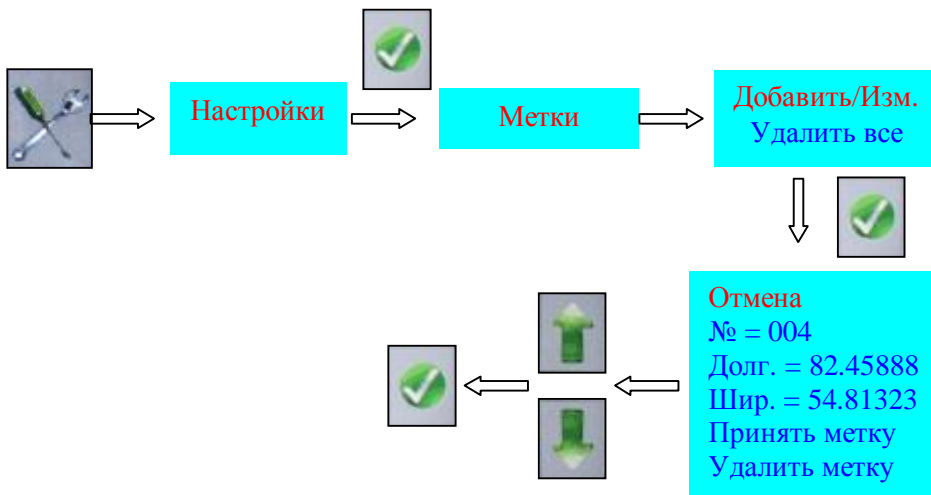 Настройки
Метки
Добавить/Изм.
Удалить все
Отмена
№ = 004
Долг. = 82.45888
Шир. = 54.81323
Принять метку
Удалить метку